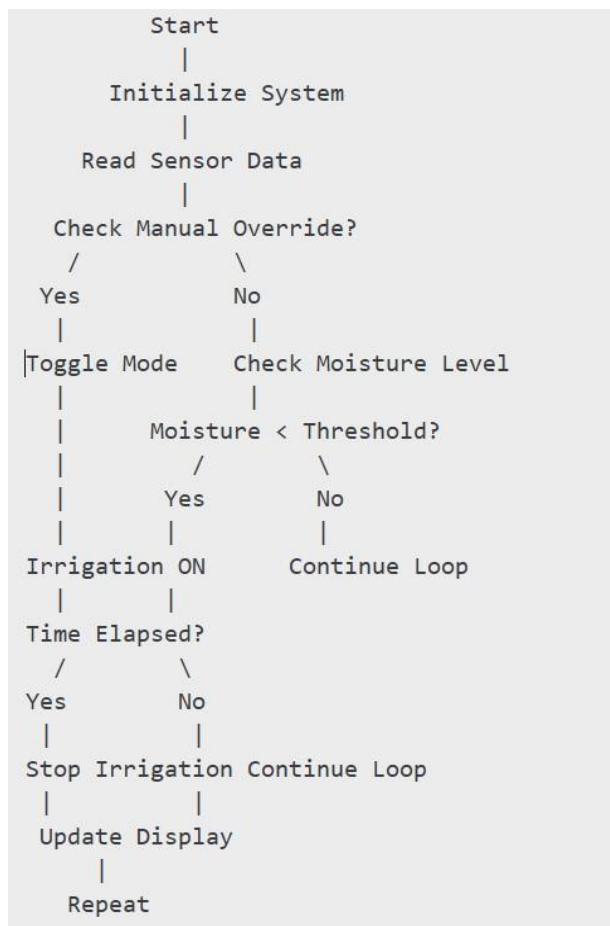 Start
|
Initialize System
|
Read Sensor Data
|
Check Manual Override?
/ \
Yes No
| |
Toggle Mode Check Moisture Level
| |
| Moisture < Threshold?
| / \
| Yes No
| | |
Irrigation ON Continue Loop
| |
Time Elapsed?
/ \
Yes No
| |
Stop Irrigation Continue Loop
| |
Update Display
|
Repeat